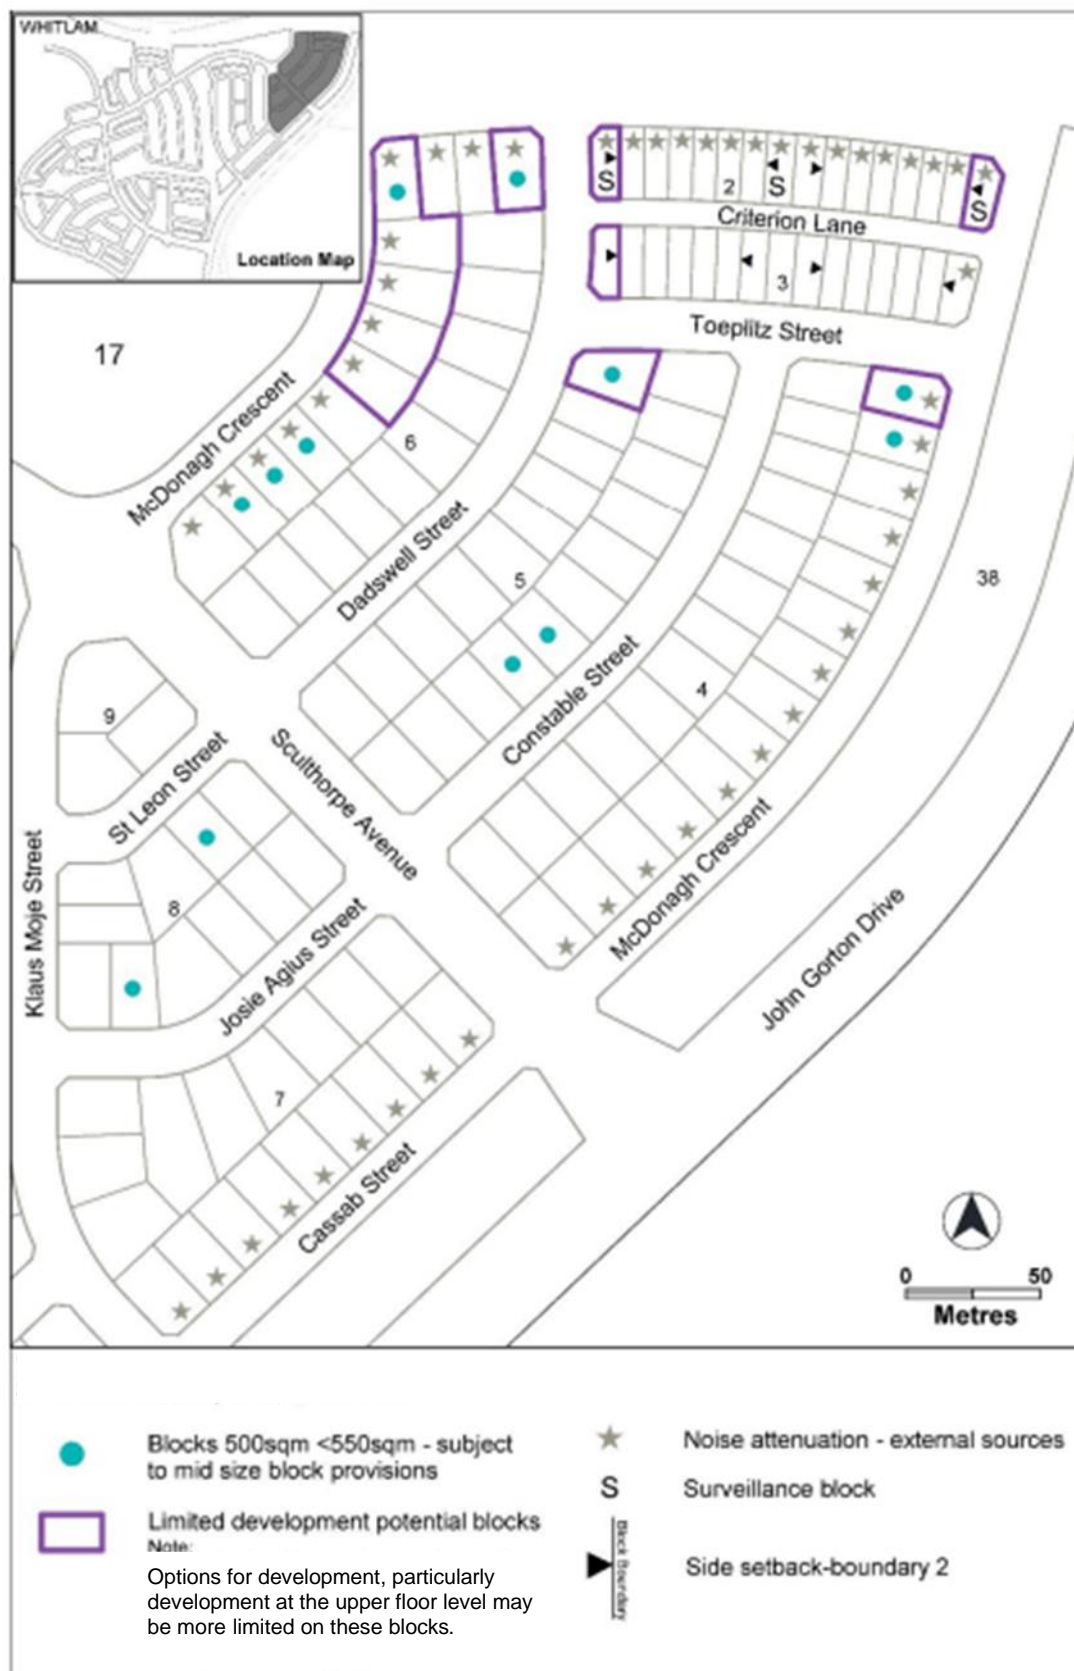 WHITLAM
Location Map
17
2
S
S
S
Criterion Lane
3
Toeplitz Street
McDonagh Crescent
6
Dadswell Street
5
38
Constable Street
4
9
St Leon Street
Sculthorpe Avenue
Klaus Moje Street
8
Josie Agius Street
McDonagh Crescent
John Gorton Drive
7
Cassab Street
0 50
Metres
Blocks 500sqm <550sqm - subject
to mid size block provisions
Limited development potential blocks
Note:
Options for development, particularly
development at the upper floor level may
be more limited on these blocks.
Noise attenuation - external sources
S Surveillance block
Block Boundary
Side setback-boundary 2